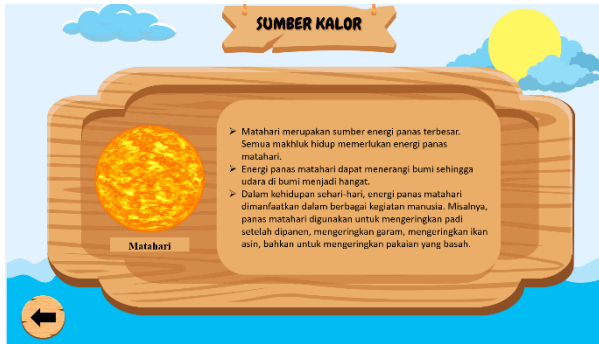 SUMBER KALOR
➢ Matahari merupakan sumber energi panas terbesar.
Semua makhluk hidup memerlukan energi panas
matahari.
➢ Energi panas matahari dapat menerangi bumi sehingga
udara di bumi menjadi hangat.
➢ Dalam kehidupan sehari-hari, energi panas matahari
dimanfaatkan dalam berbagai kegiatan manusia. Misalnya,
panas matahari digunakan untuk mengeringkan padi
setelah dipanen, mengeringkan garam, mengeringkan ikan
asin, bahkan untuk mengeringkan pakaian yang basah.
Matahari